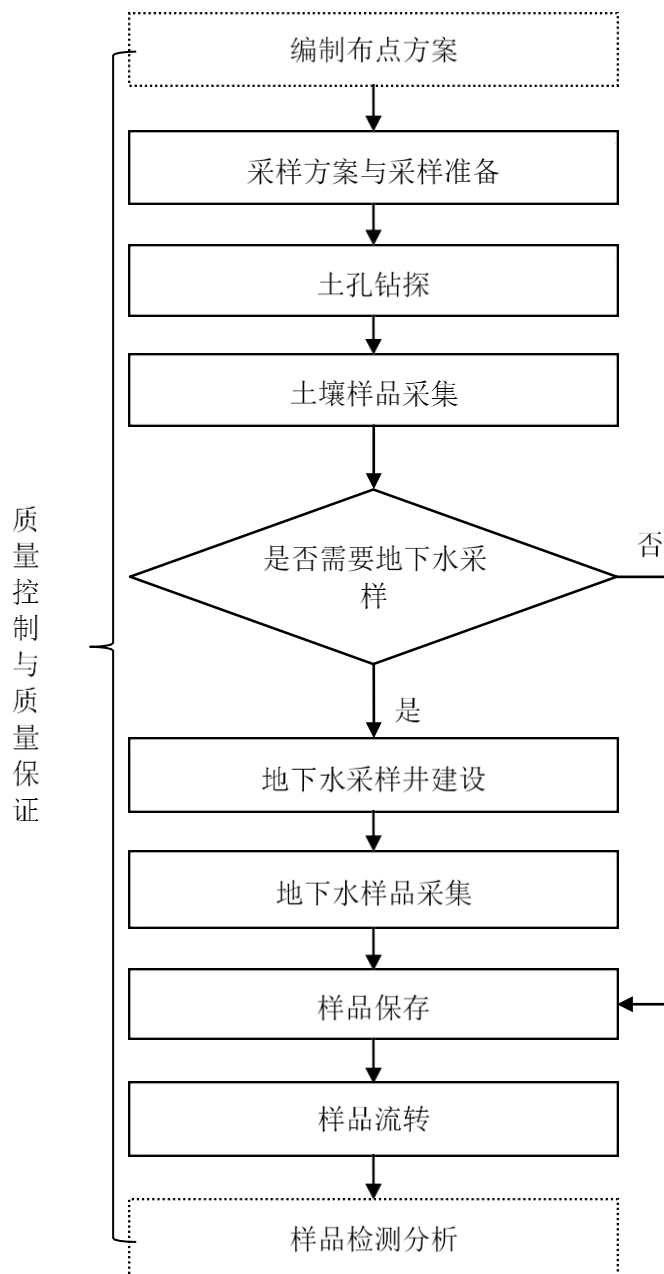 编制布点方案
采样方案与采样准备
土孔钻探
土壤样品采集
是否需要地下水采
样
否
是
质量控制与质量保证
地下水采样井建设
地下水样品采集
样品保存
样品流转
样品检测分析